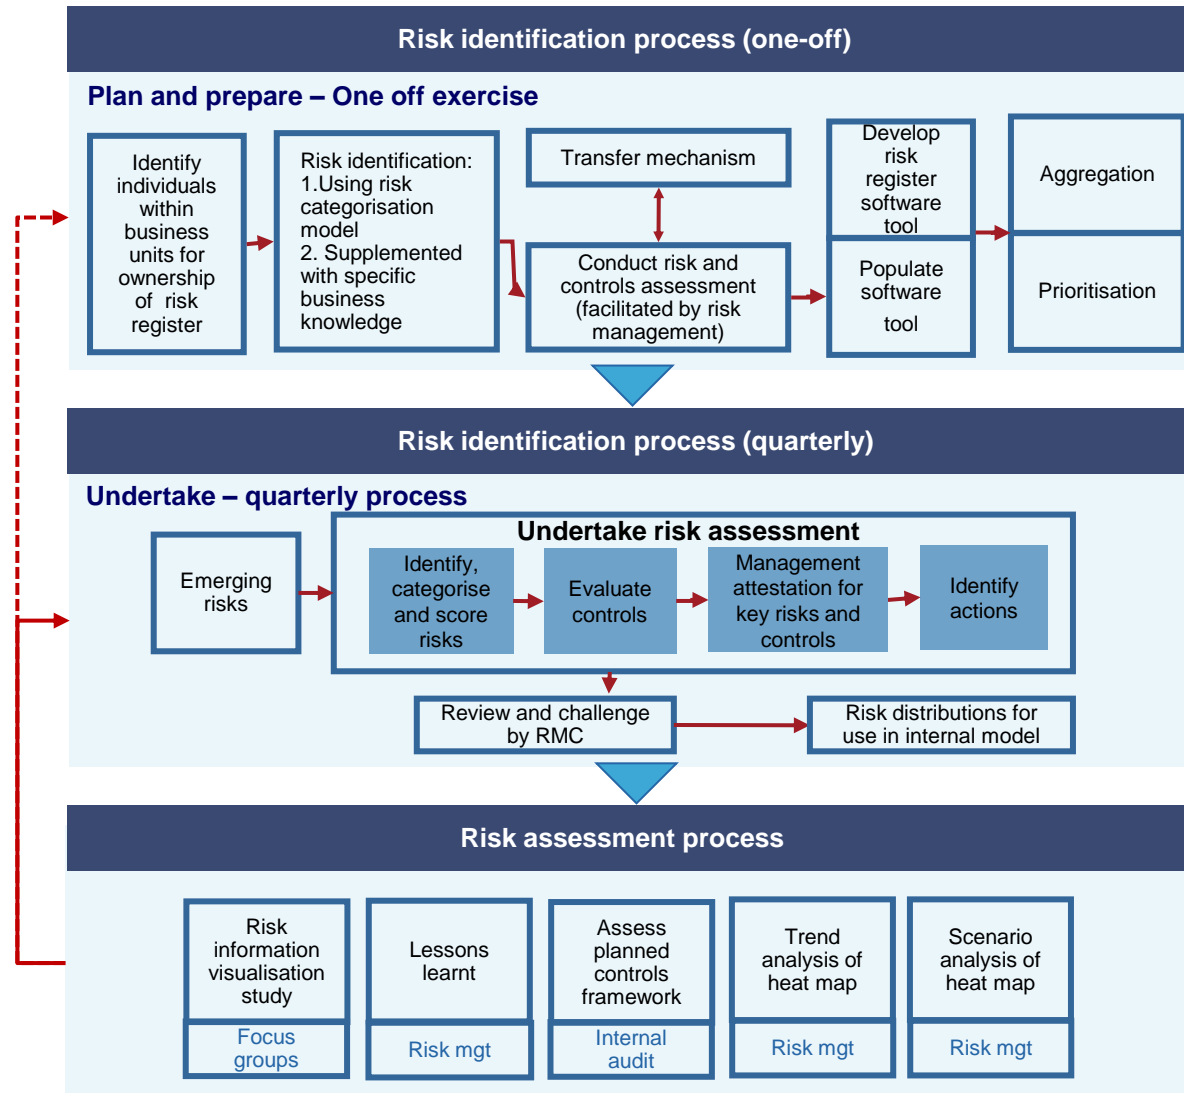 Risk identification process (one-off)
Plan and prepare – One off exercise
Identify
individuals
within
business
units for
ownership
of risk
register
Risk identification:
1.Using risk
categorisation
model
2. Supplemented
with specific
business
knowledge
Transfer mechanism
Conduct risk and
controls assessment
(facilitated by risk
management)
Develop
risk
register
software
tool
Populate
software
tool
Aggregation
Prioritisation
Risk identification process (quarterly)
Undertake – quarterly process
Emerging
risks
Undertake risk assessment
Identify,
categorise
and score
risks
Evaluate
controls
Management
attestation for
key risks and
controls
Identify
actions
Review and challenge
by RMC
Risk distributions for
use in internal model
Risk assessment process
Risk
information
visualisation
study
Focus
groups
Lessons
learnt
Risk mgt
Assess
planned
controls
framework
Internal
audit
Trend
analysis of
heat map
Risk mgt
Scenario
analysis of
heat map
Risk mgt